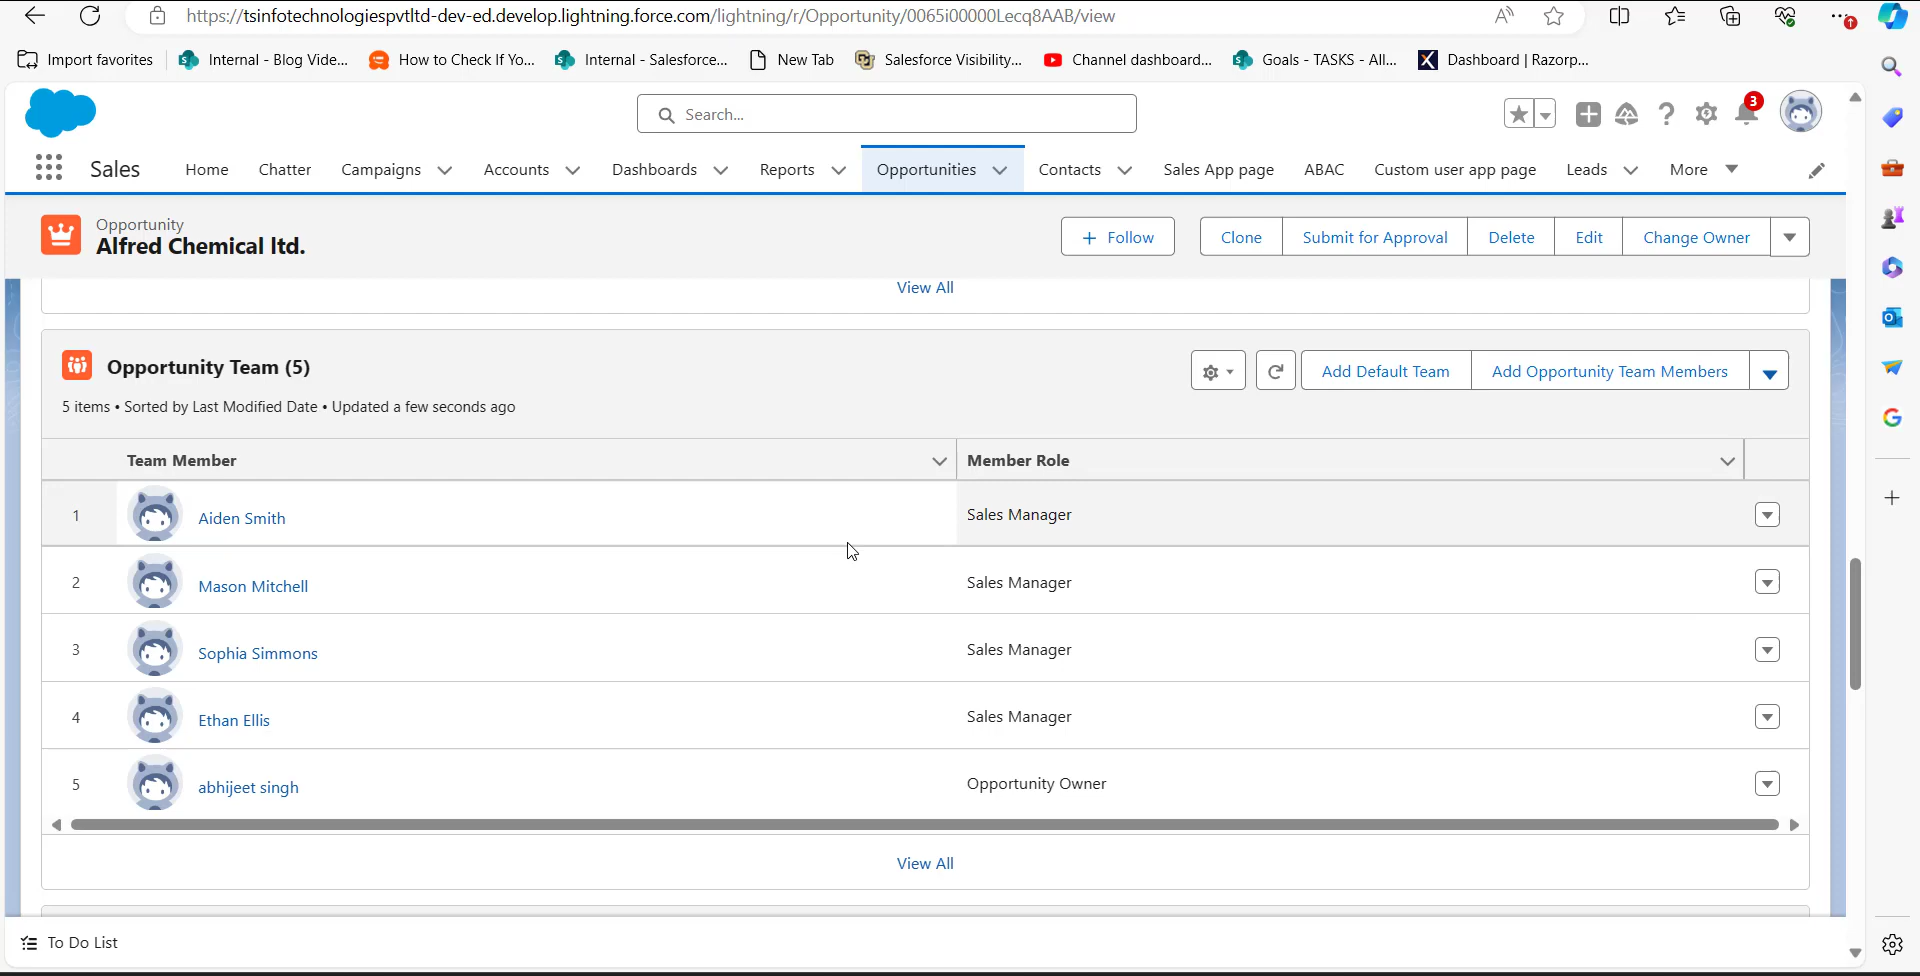 https://tsinfotechnologiespvtltd-dev-ed.develop.lightning.force.com/lightning/r/Opportunity/0065i00000Lecq8AAB/view
Import favorites Internal - Blog Vide... How to Check If Yo... Internal - Salesforce... New Tab Salesforce Visibility... Channel dashboard... Goals - TASKS - All... Dashboard | Razorp...
Search... 3
Sales Home Chatter Campaigns Accounts Dashboards Reports Opportunities Contacts Sales App page ABAC Custom user app page Leads More
Opportunity
Alfred Chemical ltd.
Follow Clone Submit for Approval Delete Edit Change Owner
View All
Opportunity Team (5)
Add Default Team Add Opportunity Team Members
5 items • Sorted by Last Modified Date • Updated a few seconds ago
Team Member Member Role
1 Aiden Smith Sales Manager
2 Mason Mitchell Sales Manager
3 Sophia Simmons Sales Manager
4 Ethan Ellis Sales Manager
5 abhijeet singh Opportunity Owner
View All
To Do List